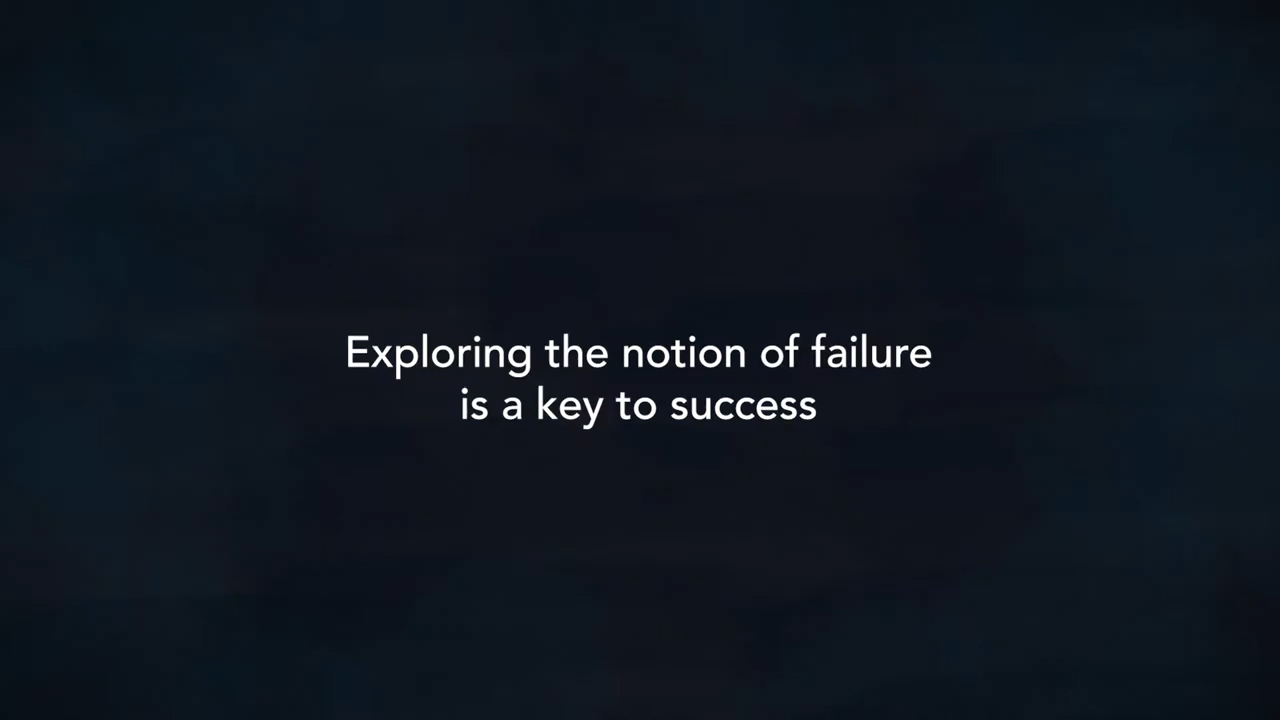 Exploring the notion of failure
is a key to success